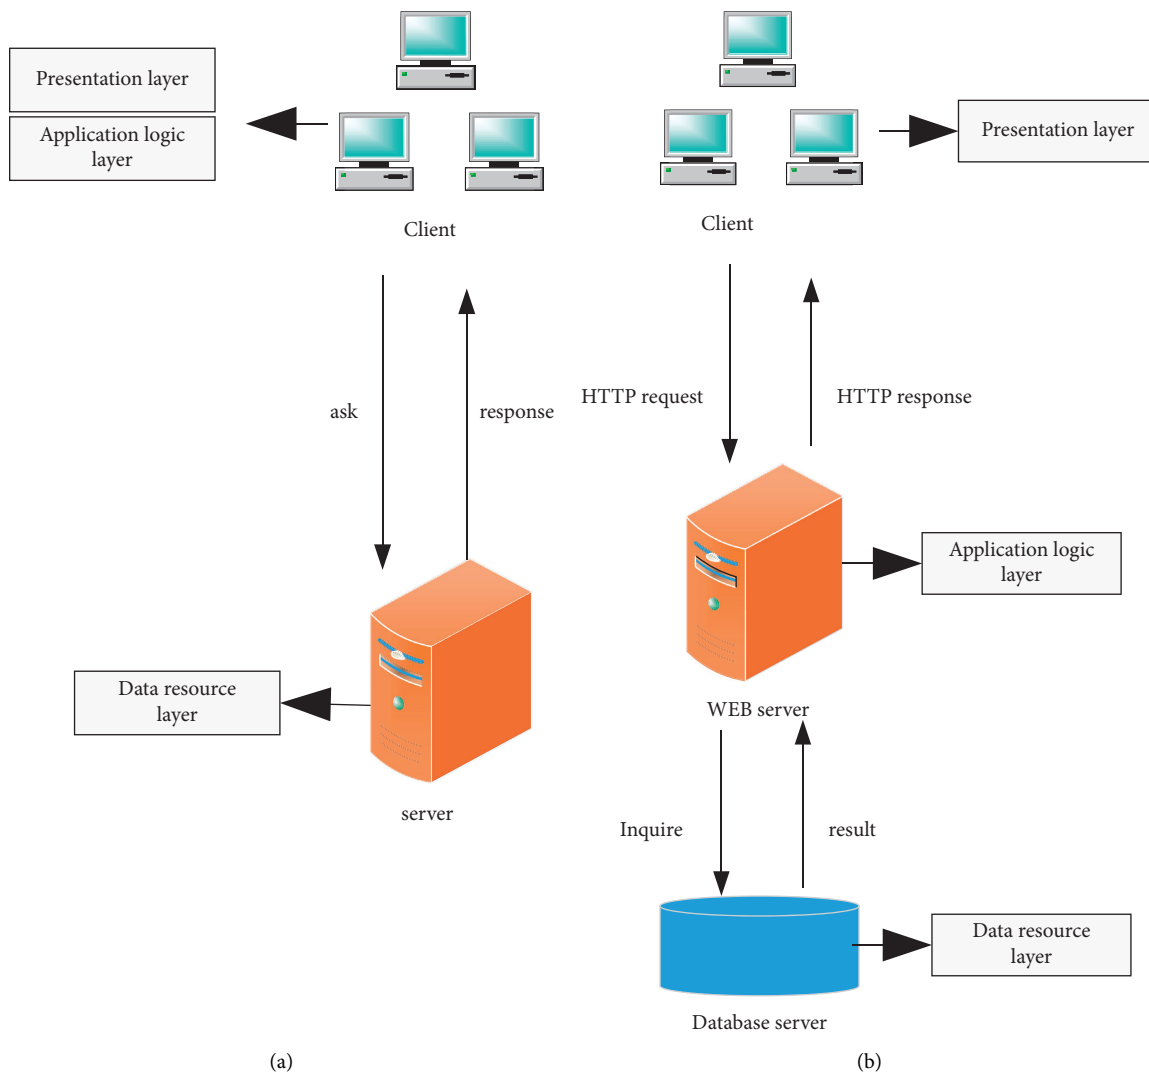 Presentation layer
Application logic
layer
Client
ask
response
Data resource
layer
server
(a)
Presentation layer
Client
HTTP request
HTTP response
Application logic
layer
WEB server
Inquire
result
Data resource
layer
Database server
(b)